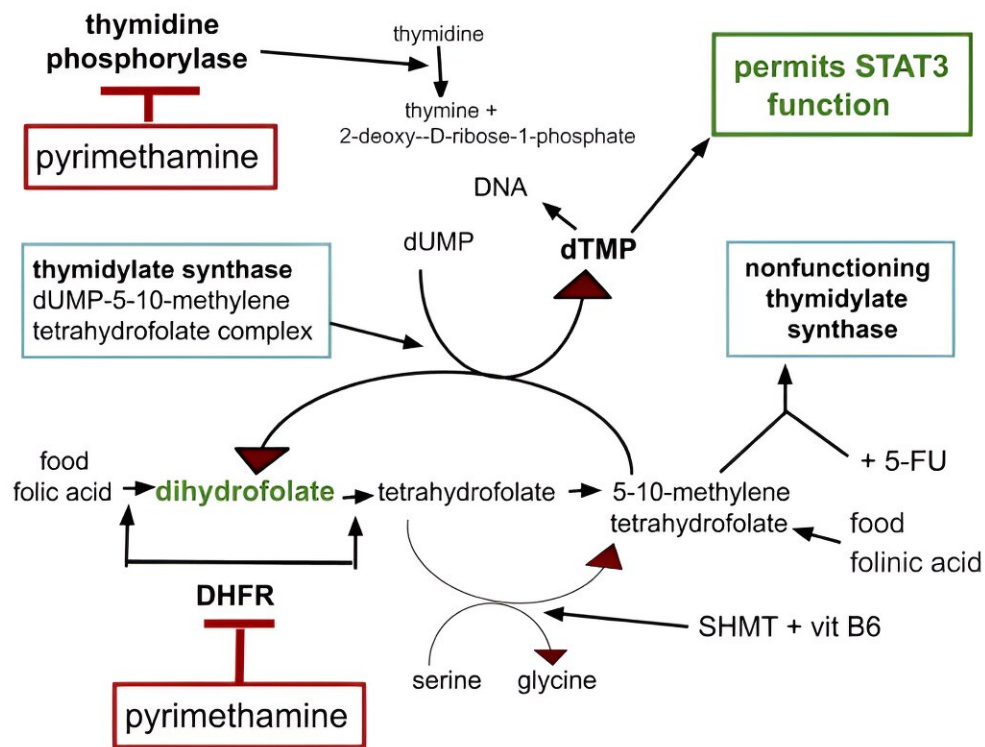 thymidine
phosphorylase
pyrimethamine
thymidine
thymine +
2-deoxy--D-ribose-1-phosphate
permits STAT3
function
DNA
dUMP
dTMP
thymidylate synthase
dUMP-5-10-methylene
tetrahydrofolate complex
nonfunctioning
thymidylate
synthase
+ 5-FU
food
folic acid
dihydrofolate
tetrahydrofolate
5-10-methylene
tetrahydrofolate
food
folinic acid
DHFR
pyrimethamine
SHMT + vit B6
serine
glycine